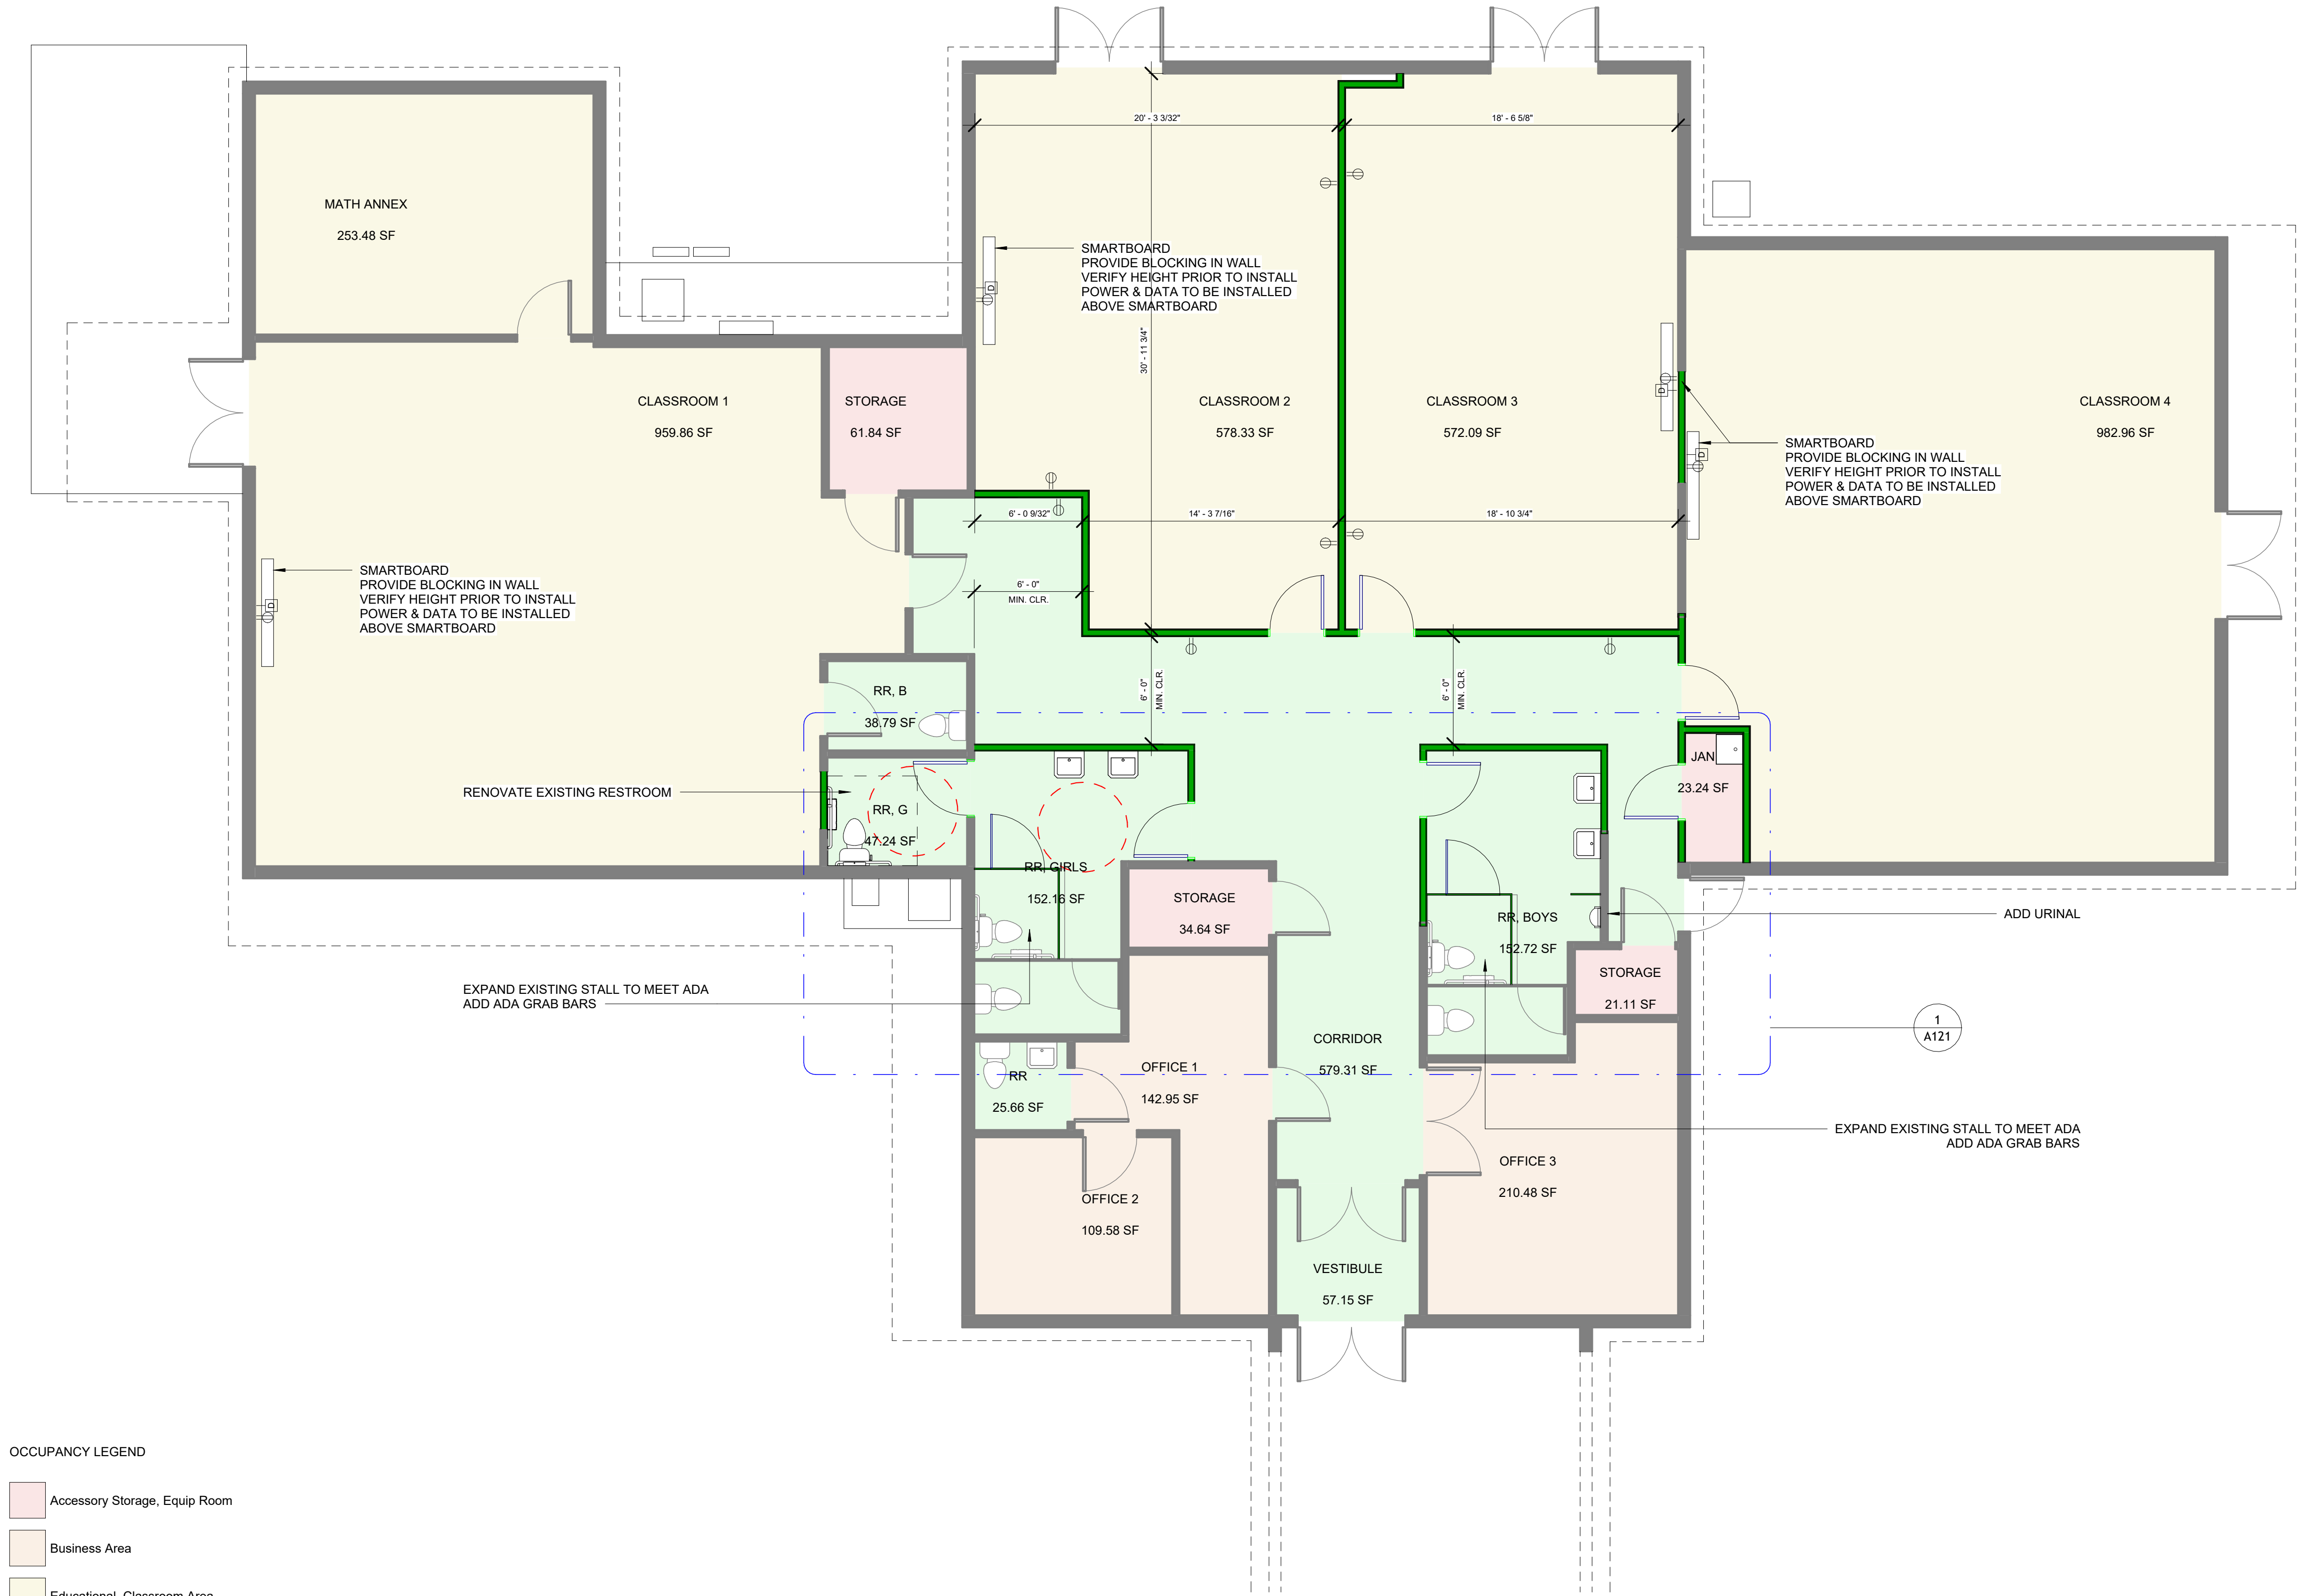 20' - 3 3/32"
18' - 6 5/8"
MATH ANNEX
253.48 SF
SMARTBOARD
PROVIDE BLOCKING IN WALL
VERIFY HEIGHT PRIOR TO INSTALL
POWER & DATA TO BE INSTALLED
ABOVE SMARTBOARD
D
30' - 11 3/4"
CLASSROOM 1
959.86 SF
STORAGE
61.84 SF
CLASSROOM 2
578.33 SF
CLASSROOM 3
572.09 SF
D
CLASSROOM 4
982.96 SF
SMARTBOARD
PROVIDE BLOCKING IN WALL
VERIFY HEIGHT PRIOR TO INSTALL
POWER & DATA TO BE INSTALLED
ABOVE SMARTBOARD
D
6' - 0 9/32"
14' - 3 7/16"
18' - 10 3/4"
SMARTBOARD
PROVIDE BLOCKING IN WALL
VERIFY HEIGHT PRIOR TO INSTALL
POWER & DATA TO BE INSTALLED
ABOVE SMARTBOARD
D
6' - 0"
MIN. CLR.
6' - 0"
MIN. CLR.
6' - 0"
MIN. CLR.
RR, B
38.79 SF
JAN
23.24 SF
RENOVATE EXISTING RESTROOM
RR, G
47.24 SF
RR, GIRLS
152.16 SF
STORAGE
34.64 SF
RR, BOYS
152.72 SF
ADD URINAL
STORAGE
21.11 SF
EXPAND EXISTING STALL TO MEET ADA
ADD ADA GRAB BARS
1
A121
CORRIDOR
579.31 SF
OFFICE 1
142.95 SF
RR
25.66 SF
EXPAND EXISTING STALL TO MEET ADA
ADD ADA GRAB BARS
OFFICE 3
210.48 SF
OFFICE 2
109.58 SF
VESTIBULE
57.15 SF
OCCUPANCY LEGEND
Accessory Storage, Equip Room
Business Area
Educational, Classroom Area